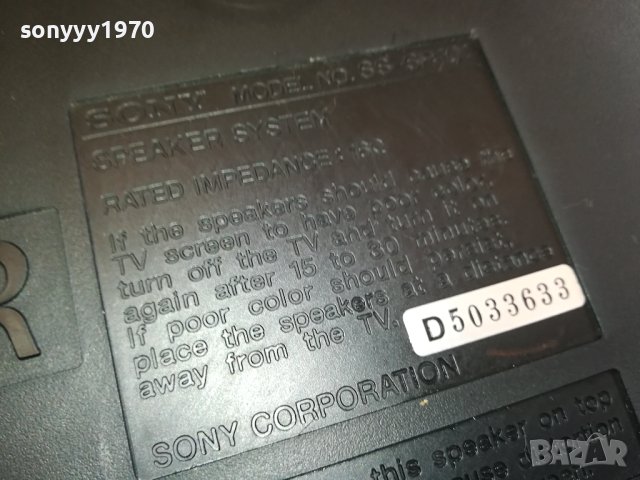 sonyyy1970
SONY MODEL NO. SS
SPEAKER SYSTEM
RATED IMPEDANCE:
If the speakers should cause the
TV screen to have poor color,
turn off the TV and turn it on
again after 15 to 30 minutes.
If poor color should persist,
place the speakers at a distance
away from the TV.
D5033633
SONY CORPORATION
R
this speaker on top
BAZAR